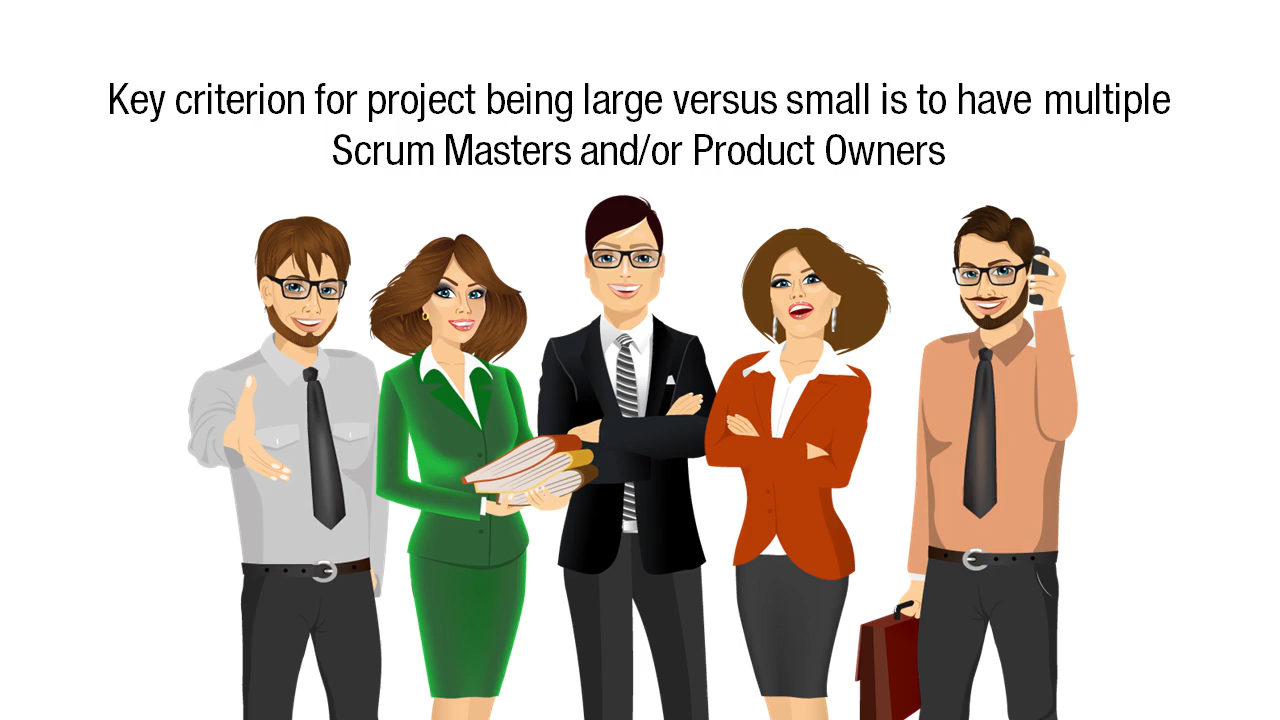 Key criterion for project being large versus small is to have multiple
Scrum Masters and/or Product Owners